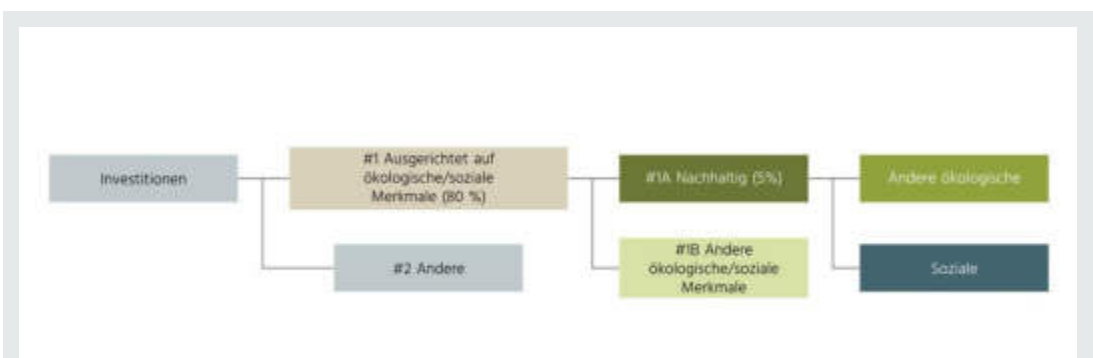 Investitionen
#1 Ausgerichtet auf
ökologische/soziale
Merkmale (80 %)
#1A Nachhaltig (5%)
Andere ökologische
#2 Andere
#1B Andere
ökologische/soziale
Merkmale
Soziale